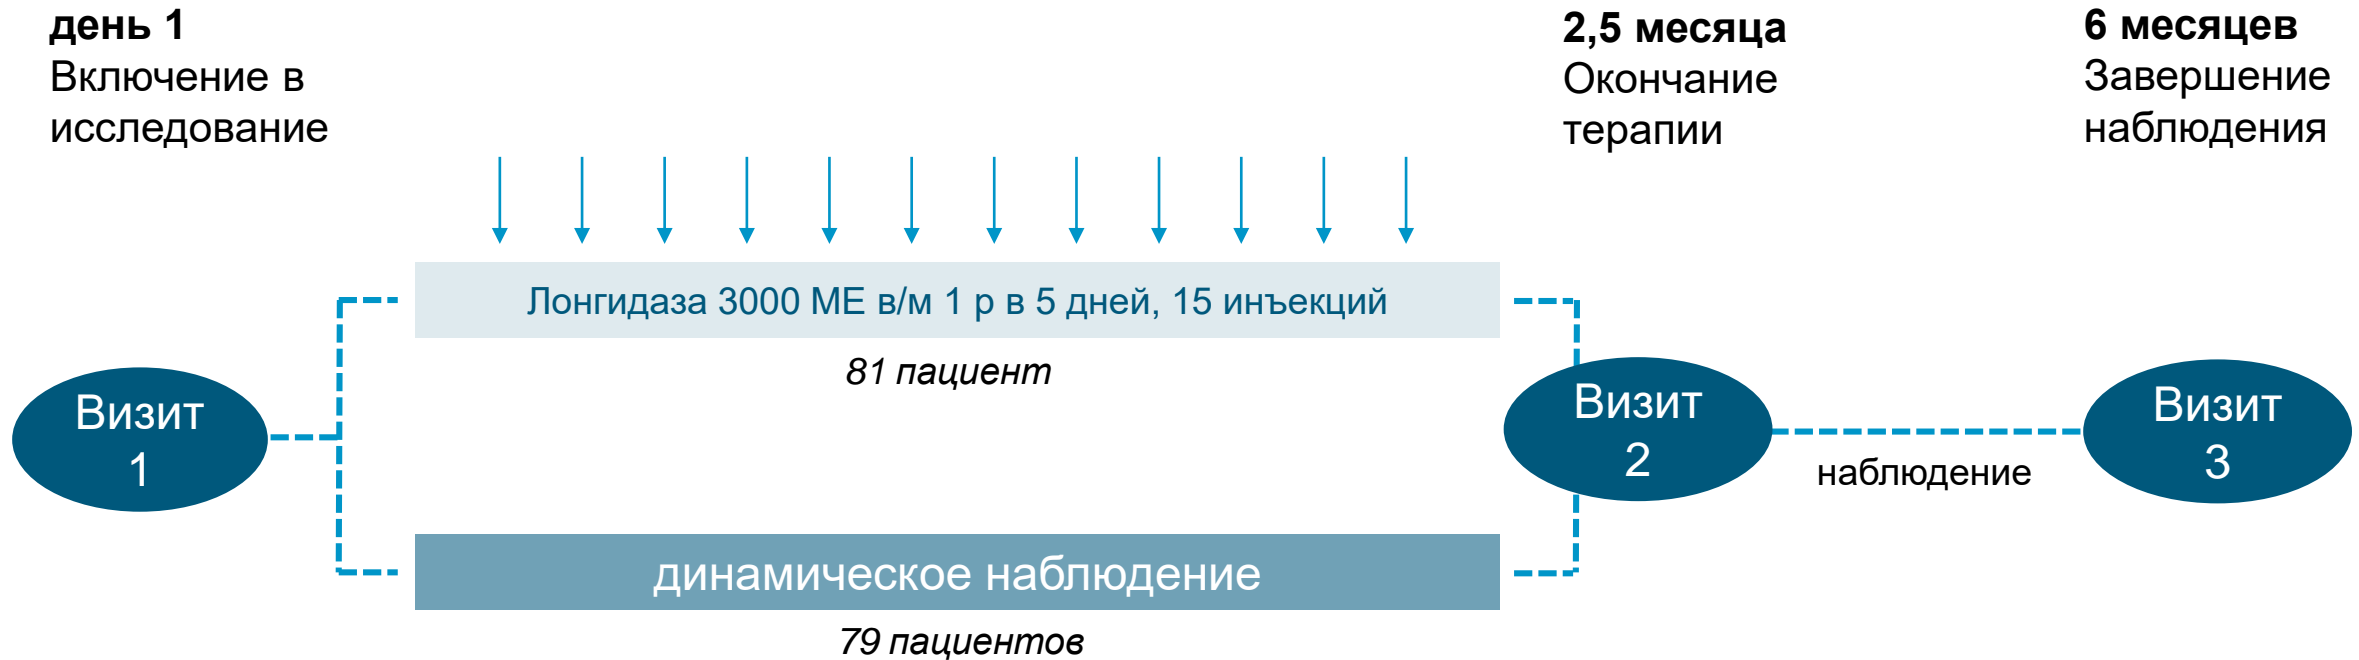 день 1
Включение в
исследование
2,5 месяца
Окончание
терапии
6 месяцев
Завершение
наблюдения
Лонгидаза 3000 МЕ в/м 1 р в 5 дней, 15 инъекций
81 пациент
Визит
1
Визит
2
наблюдение
Визит
3
динамическое наблюдение
79 пациентов